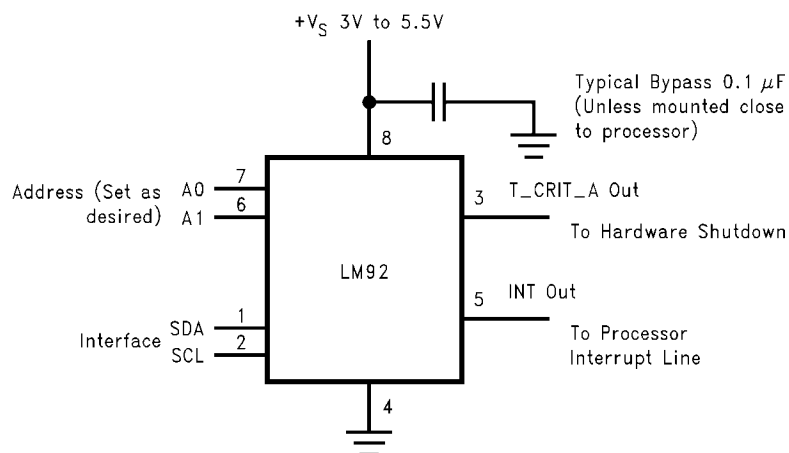 +VS 3V to 5.5V
Typical Bypass 0.1 μF
(Unless mounted close
to processor)
8
Address (Set as
desired)
A0
7
A1
6
3
T_CRIT_A Out
To Hardware Shutdown
LM92
5
INT Out
To Processor
Interrupt Line
Interface
SDA
1
SCL
2
4